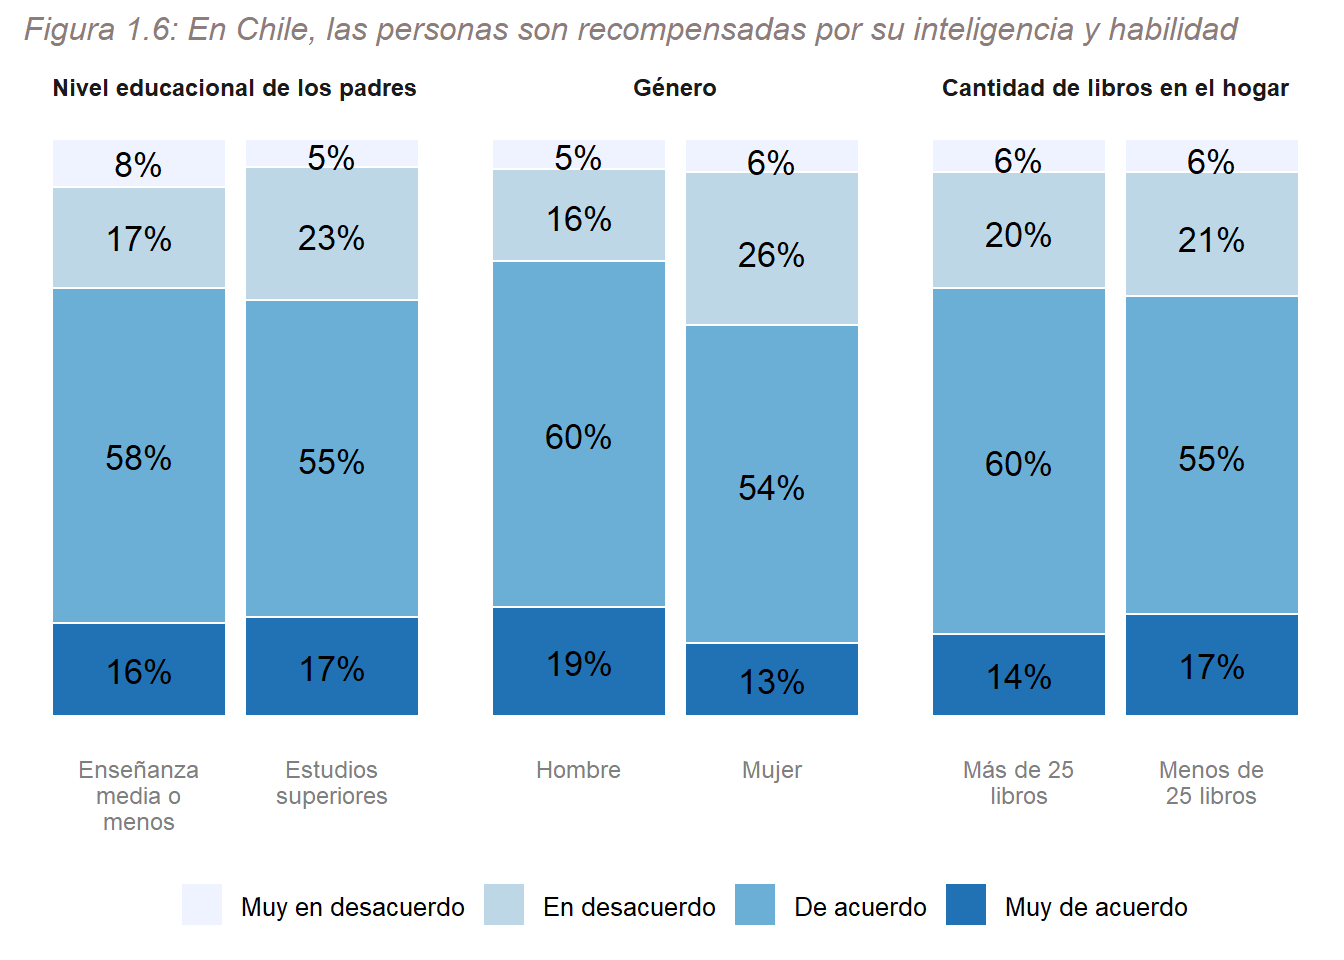 Figura 1.6: En Chile, las personas son recompensadas por su inteligencia y habilidad
Nivel educacional de los padres
8%
5%
17%
23%
58%
55%
16%
17%
Enseñanza
media o
menos
Estudios
superiores
Género
5%
6%
16%
26%
60%
54%
19%
13%
Hombre
Mujer
Cantidad de libros en el hogar
6%
6%
20%
21%
60%
55%
14%
17%
Más de 25
libros
Menos de
25 libros
Muy en desacuerdo
En desacuerdo
De acuerdo
Muy de acuerdo